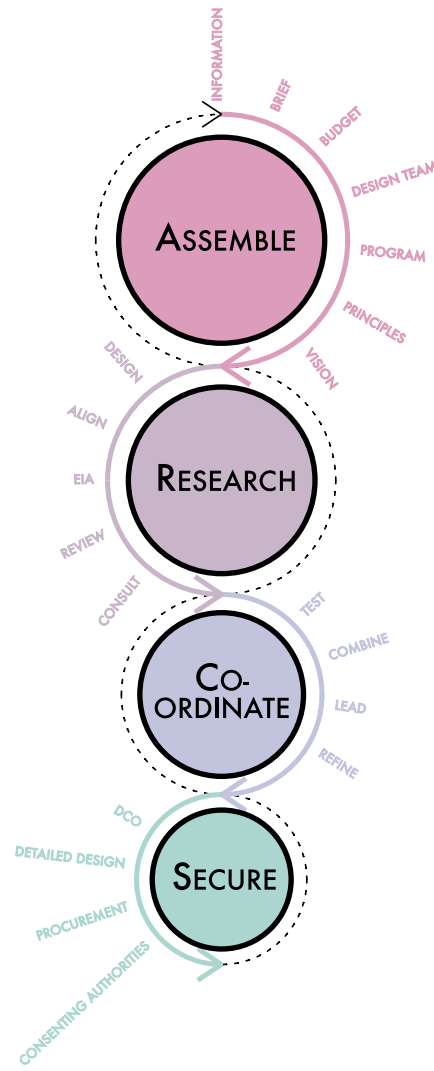 INFORMATION
BRIEF
BUDGET
DESIGN TEAM
PROGRAM
PRINCIPLES
VISION
ASSEMBLE
DESIGN
ALIGN
EIA
REVIEW
CONSULT
RESEARCH
TEST
COMBINE
LEAD
REFINE
CO-
ORDINATE
DCO
DETAILED DESIGN
PROCUREMENT
CONSENTING AUTHORITIES
SECURE